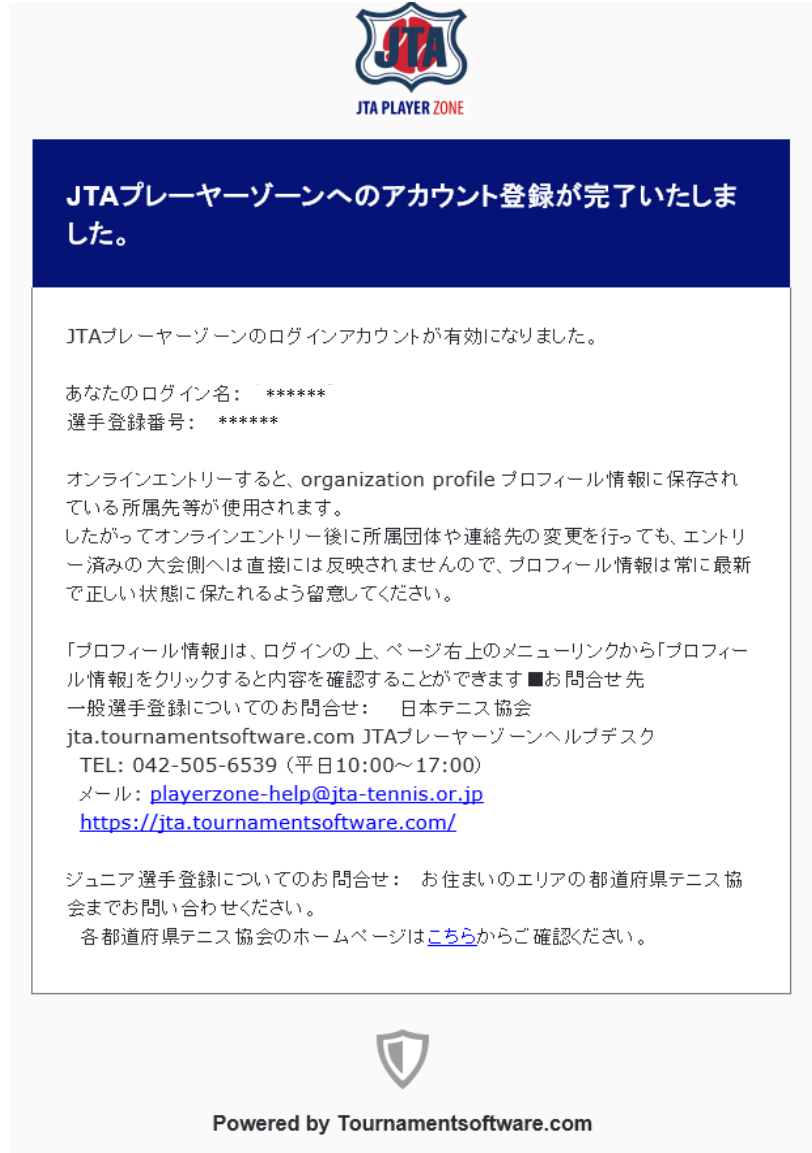 JTA
JTA PLAYER ZONE
JTAプレーヤーゾーンへのアカウント登録が完了いたしま
した。
JTAプレーヤーゾーンのログインアカウントが有効になりました。
あなたのログイン名： ******
選手登録番号： ******
オンラインエントリーすると、organization profile プロフィール情報に保存され
ている所属先等が使用されます。
したがってオンラインエントリー後に所属団体や連絡先の変更を行っても、エントリ
ー済みの大会側へは直接には反映されませんので、プロフィール情報は常に最新
で正しい状態に保たれるよう留意してください。
「プロフィール情報」は、ログインの上、ページ右上のメニューリンクから「プロフィー
ル情報」をクリックすると内容を確認することができます■お問合せ先
一般選手登録についてのお問合せ： 日本テニス協会
jta.tournamentsoftware.com JTAプレーヤーゾーンヘルプデスク
TEL: 042-505-6539 （平日10:00～17:00）
メール： playerzone-help@jta-tennis.or.jp
https://jta.tournamentsoftware.com/
ジュニア選手登録についてのお問合せ： お住まいのエリアの都道府県テニス協
会までお問い合わせください。
各都道府県テニス協会のホームページはこちらからご確認ください。
Powered by Tournamentsoftware.com